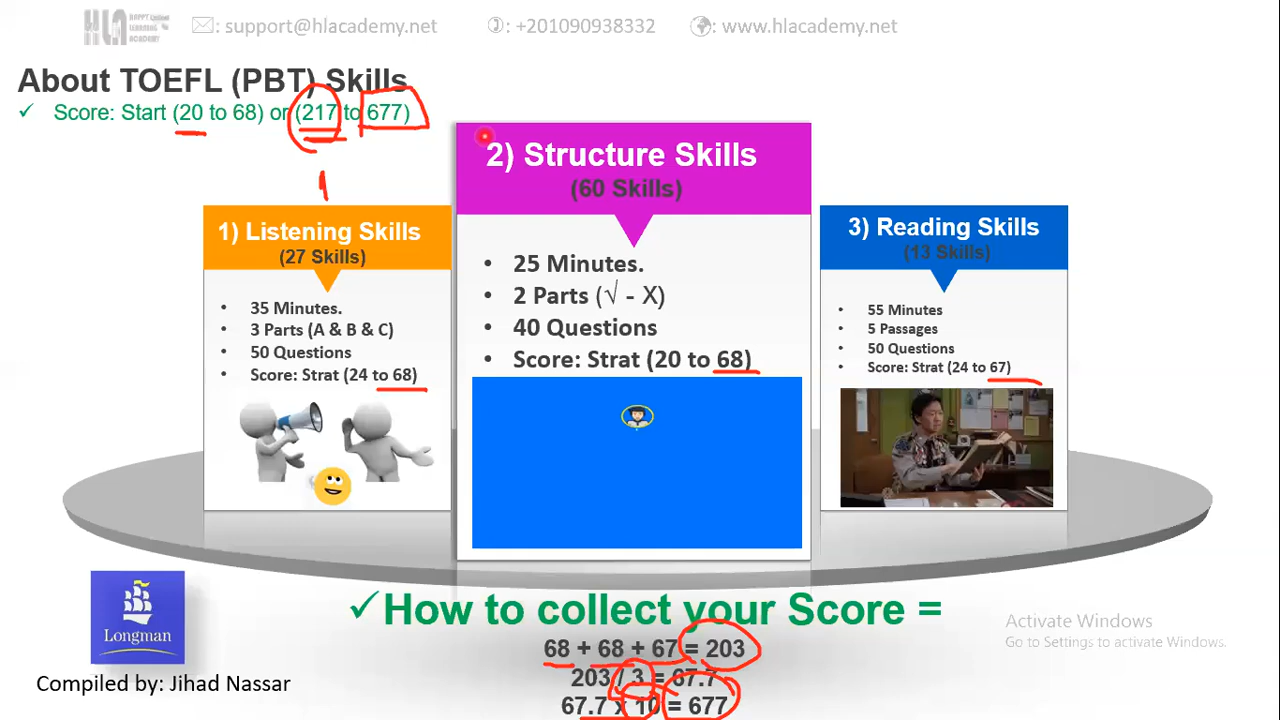 HLA HAPPY Learning ACADEMY
✉: support@hlacademy.net ✆: +201090938332 : www.hlacademy.net
About TOEFL (PBT) Skills
✓ Score: Start (20 to 68) or (217 to 677)
1
1) Listening Skills
(27 Skills)
• 35 Minutes.
• 3 Parts (A & B & C)
• 50 Questions
• Score: Strat (24 to 68)
2) Structure Skills
(60 Skills)
• 25 Minutes.
• 2 Parts (√ - X)
• 40 Questions
• Score: Strat (20 to 68)
3) Reading Skills
(13 Skills)
• 55 Minutes
• 5 Passages
• 50 Questions
• Score: Strat (24 to 67)
✓How to collect your Score =
68 + 68 + 67 = 203
203 / 3 = 67.7
67.7 x 10 = 677
Longman
Compiled by: Jihad Nassar
Activate Windows
Go to Settings to activate Windows.